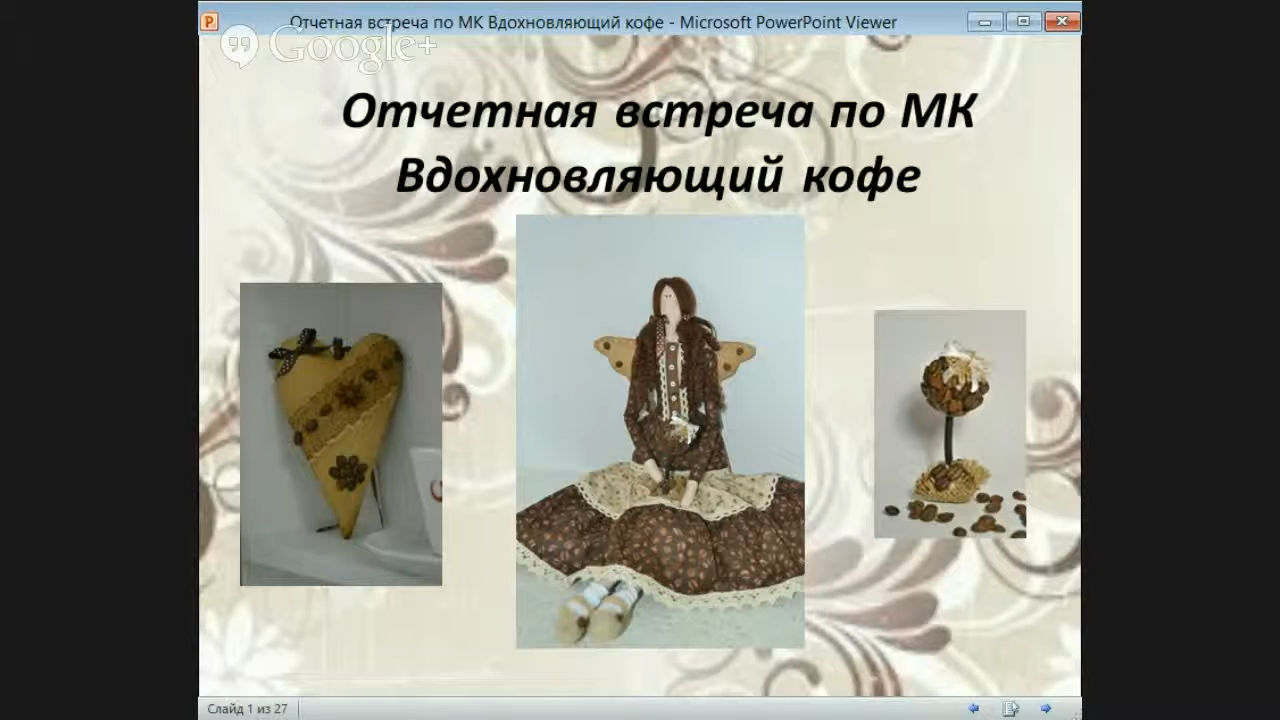 Отчетная встреча по МК Вдохновляющий кофе - Microsoft PowerPoint Viewer
Google+
Отчетная встреча по МК
Вдохновляющий кофе
Слайд 1 из 27